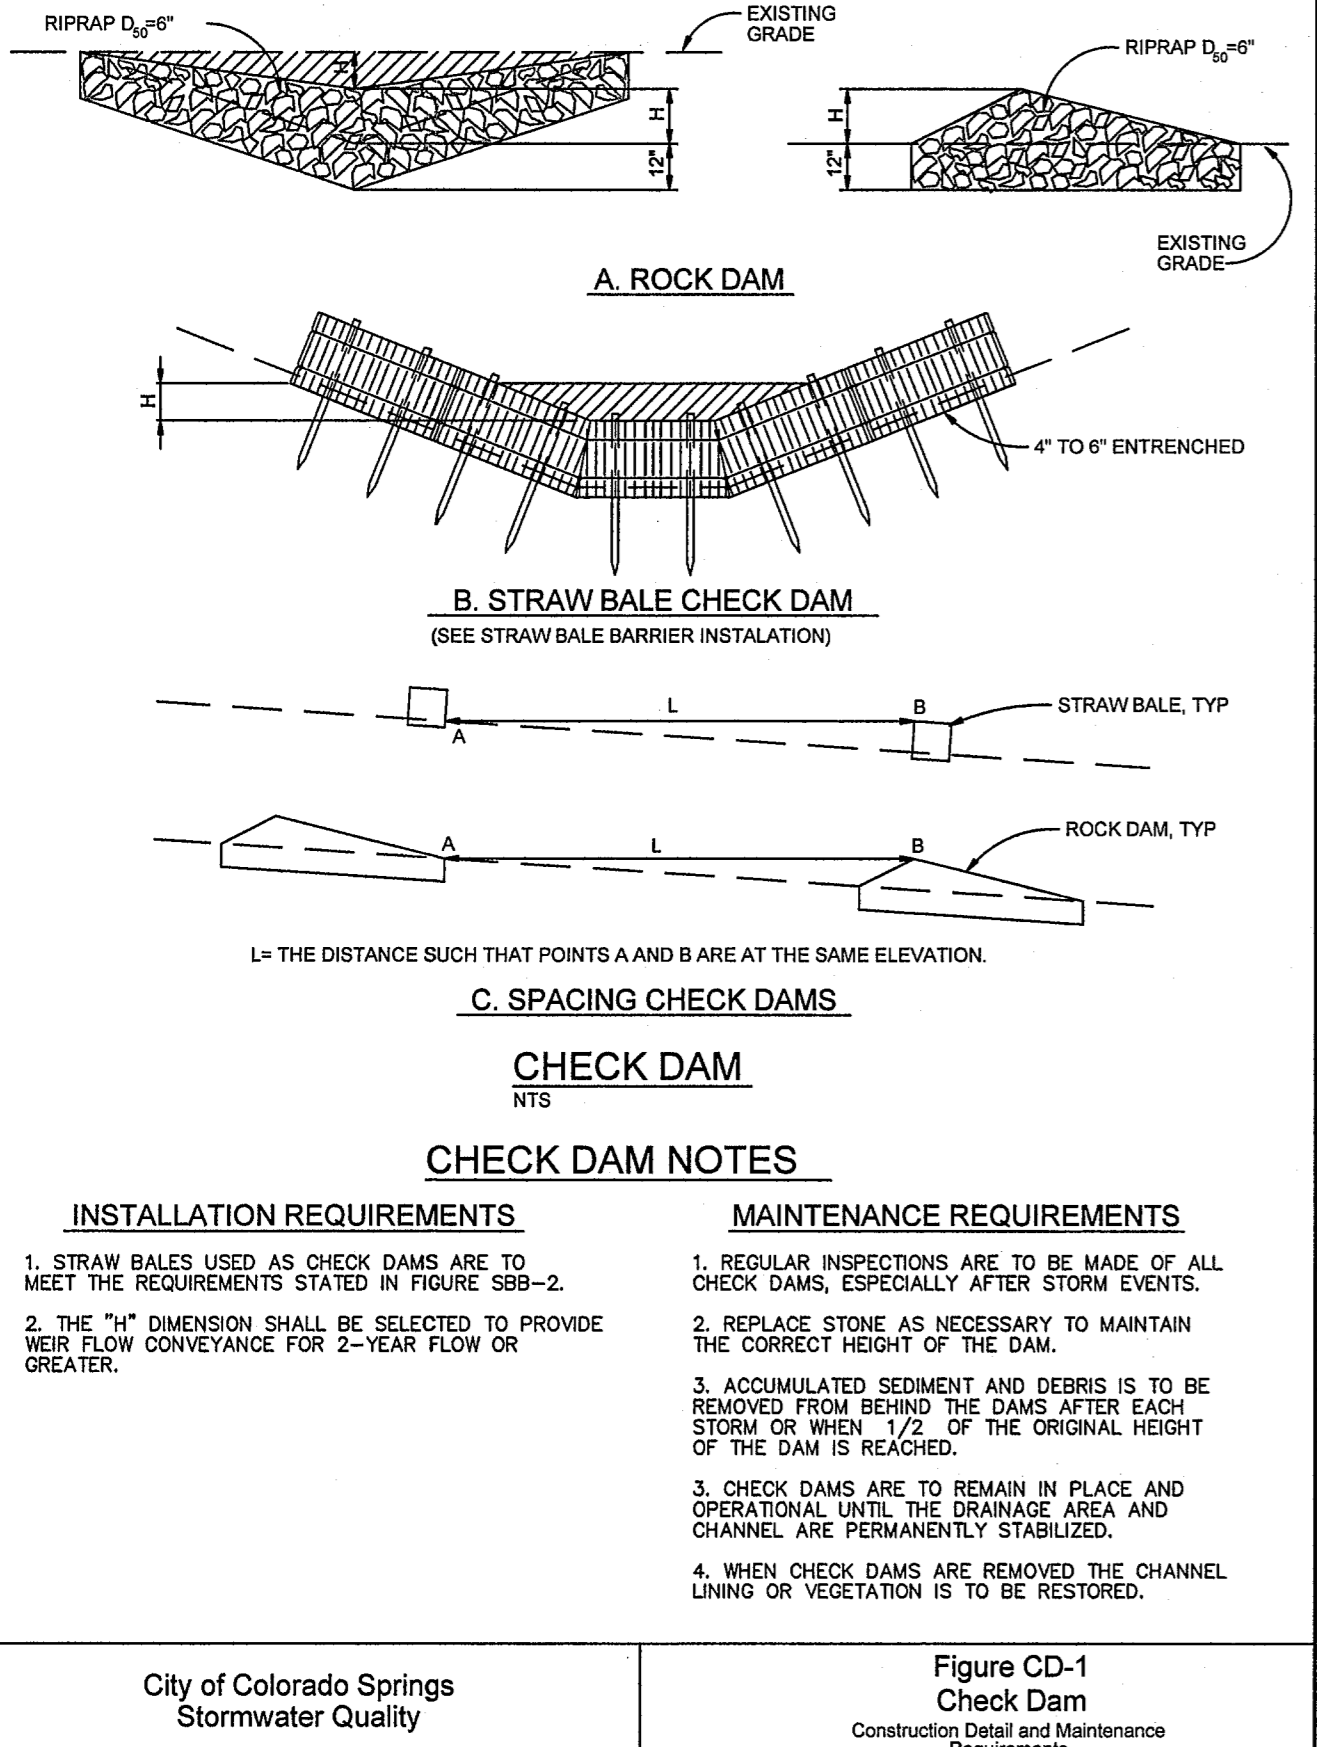 RIPRAP D50=6"
EXISTING
GRADE
H
H
12"
RIPRAP D50=6"
H
12"
EXISTING
GRADE
A. ROCK DAM
H
4" TO 6" ENTRENCHED
B. STRAW BALE CHECK DAM
(SEE STRAW BALE BARRIER INSTALATION)
L
A
B
STRAW BALE, TYP
A
L
B
ROCK DAM, TYP
L= THE DISTANCE SUCH THAT POINTS A AND B ARE AT THE SAME ELEVATION.
C. SPACING CHECK DAMS
CHECK DAM
NTS
CHECK DAM NOTES
INSTALLATION REQUIREMENTS
1. STRAW BALES USED AS CHECK DAMS ARE TO
MEET THE REQUIREMENTS STATED IN FIGURE SBB-2.
2. THE "H" DIMENSION SHALL BE SELECTED TO PROVIDE
WEIR FLOW CONVEYANCE FOR 2-YEAR FLOW OR
GREATER.
MAINTENANCE REQUIREMENTS
1. REGULAR INSPECTIONS ARE TO BE MADE OF ALL
CHECK DAMS, ESPECIALLY AFTER STORM EVENTS.
2. REPLACE STONE AS NECESSARY TO MAINTAIN
THE CORRECT HEIGHT OF THE DAM.
3. ACCUMULATED SEDIMENT AND DEBRIS IS TO BE
REMOVED FROM BEHIND THE DAMS AFTER EACH
STORM OR WHEN 1/2 OF THE ORIGINAL HEIGHT
OF THE DAM IS REACHED.
3. CHECK DAMS ARE TO REMAIN IN PLACE AND
OPERATIONAL UNTIL THE DRAINAGE AREA AND
CHANNEL ARE PERMANENTLY STABILIZED.
4. WHEN CHECK DAMS ARE REMOVED THE CHANNEL
LINING OR VEGETATION IS TO BE RESTORED.
City of Colorado Springs
Stormwater Quality
Figure CD-1
Check Dam
Construction Detail and Maintenance
Requirements